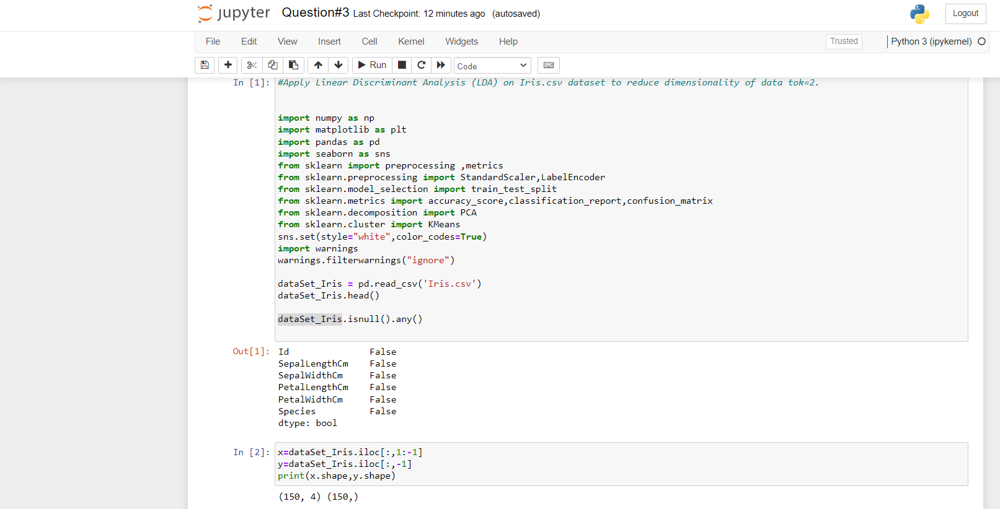 jupyter Question#3 Last Checkpoint: 12 minutes ago (autosaved) Logout
File Edit View Insert Cell Kernel Widgets Help Trusted Python 3 (ipykernel)
Run Code
In [1]: #Apply Linear Discriminant Analysis (LDA) on Iris.csv dataset to reduce dimensionality of data tok=2.
import numpy as np
import matplotlib as plt
import pandas as pd
import seaborn as sns
from sklearn import preprocessing ,metrics
from sklearn.preprocessing import StandardScaler,LabelEncoder
from sklearn.model_selection import train_test_split
from sklearn.metrics import accuracy_score,classification_report,confusion_matrix
from sklearn.decomposition import PCA
from sklearn.cluster import KMeans
sns.set(style="white",color_codes=True)
import warnings
warnings.filterwarnings("ignore")
dataSet_Iris = pd.read_csv('Iris.csv')
dataSet_Iris.head()
dataSet_Iris.isnull().any()
Out[1]: Id False
SepalLengthCm False
SepalWidthCm False
PetalLengthCm False
PetalWidthCm False
Species False
dtype: bool
In [2]: x=dataSet_Iris.iloc[:,1:-1]
y=dataSet_Iris.iloc[:,-1]
print(x.shape,y.shape)
(150, 4) (150,)